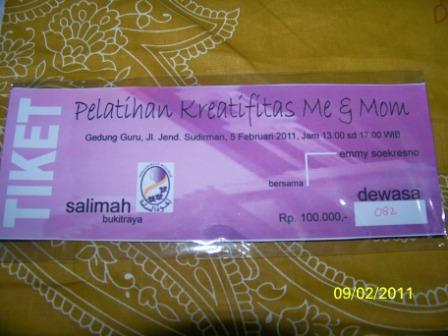 TIKET
Pelatihan Kreatifitas Me & Mom
Gedung Guru, Jl. Jend. Sudirman, 5 Februari 2011, Jam 13.00 sd 17.00 WIB
emmy soekresno
bersama
dewasa
salimah
bukitraya
Rp. 100.000,-
082
09/02/2011